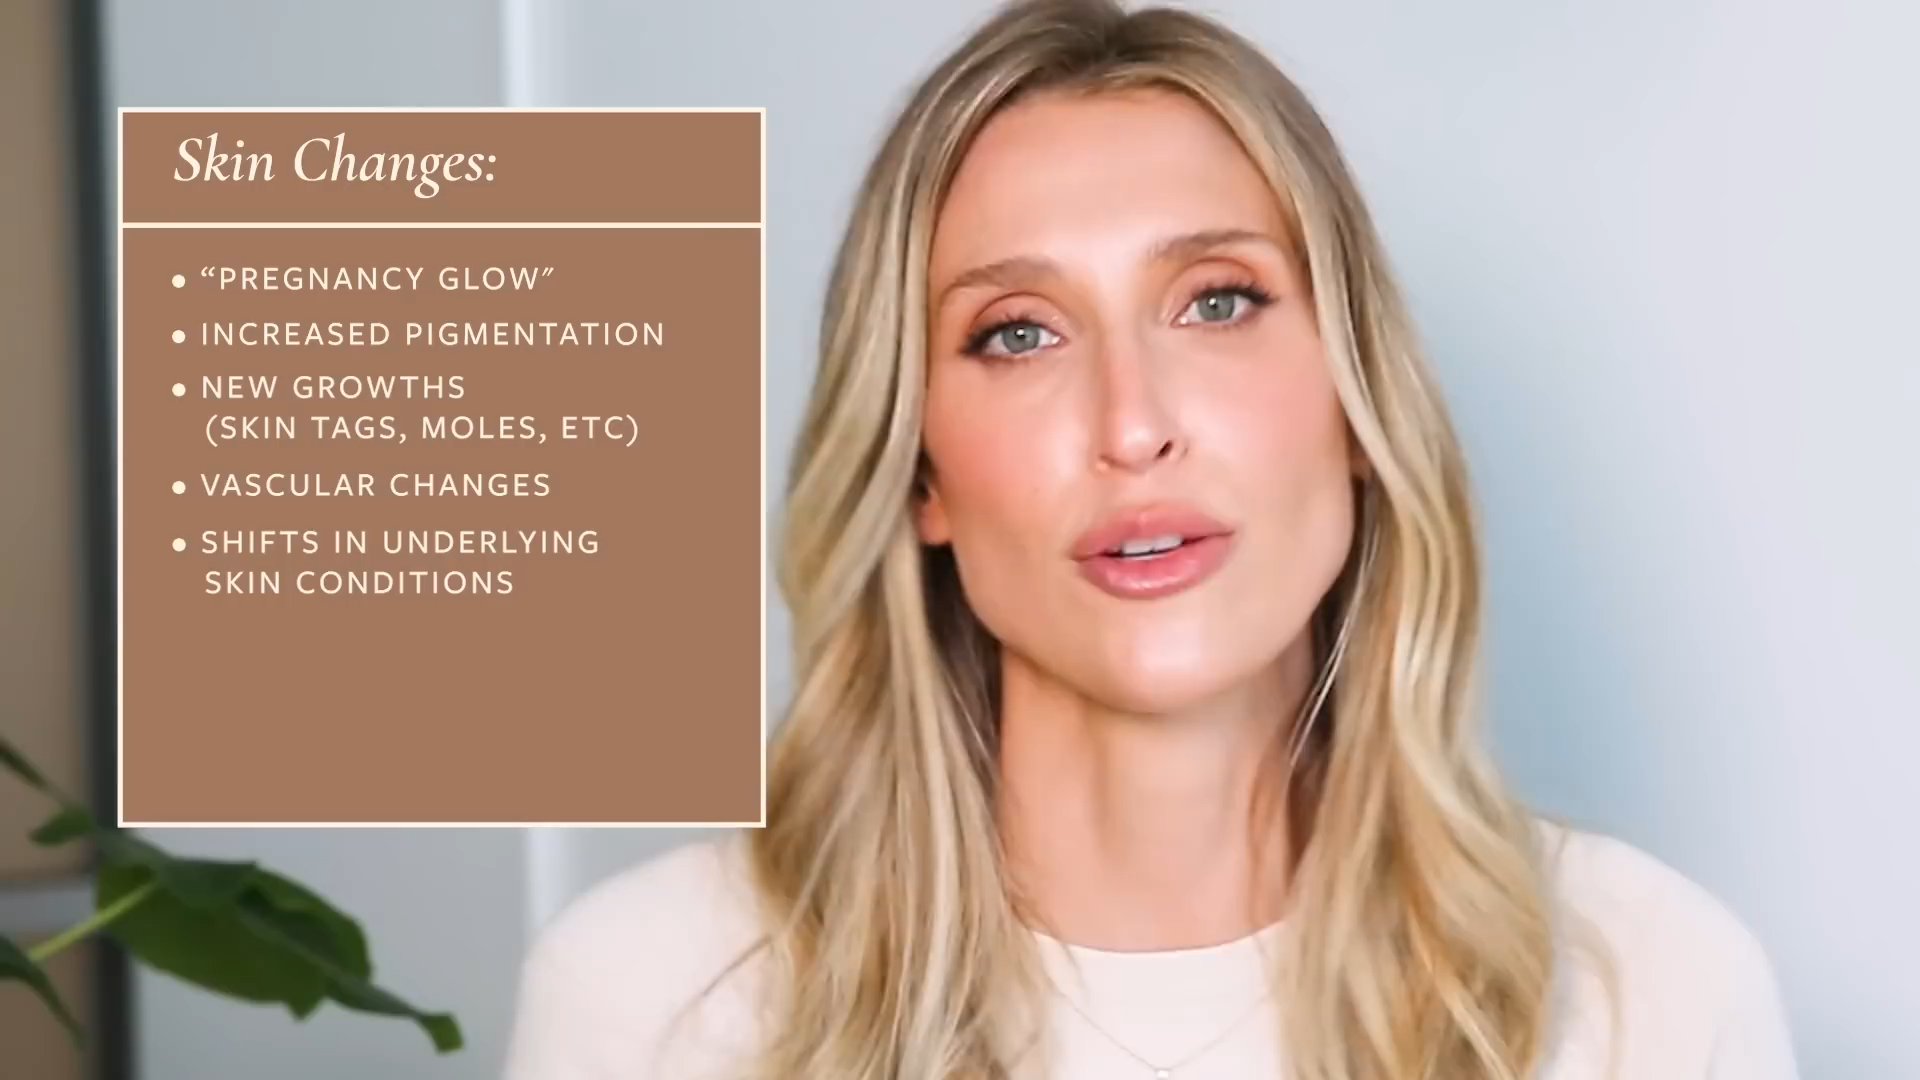 Skin Changes:
• “PREGNANCY GLOW”
• INCREASED PIGMENTATION
• NEW GROWTHS
(SKIN TAGS, MOLES, ETC)
• VASCULAR CHANGES
• SHIFTS IN UNDERLYING
SKIN CONDITIONS